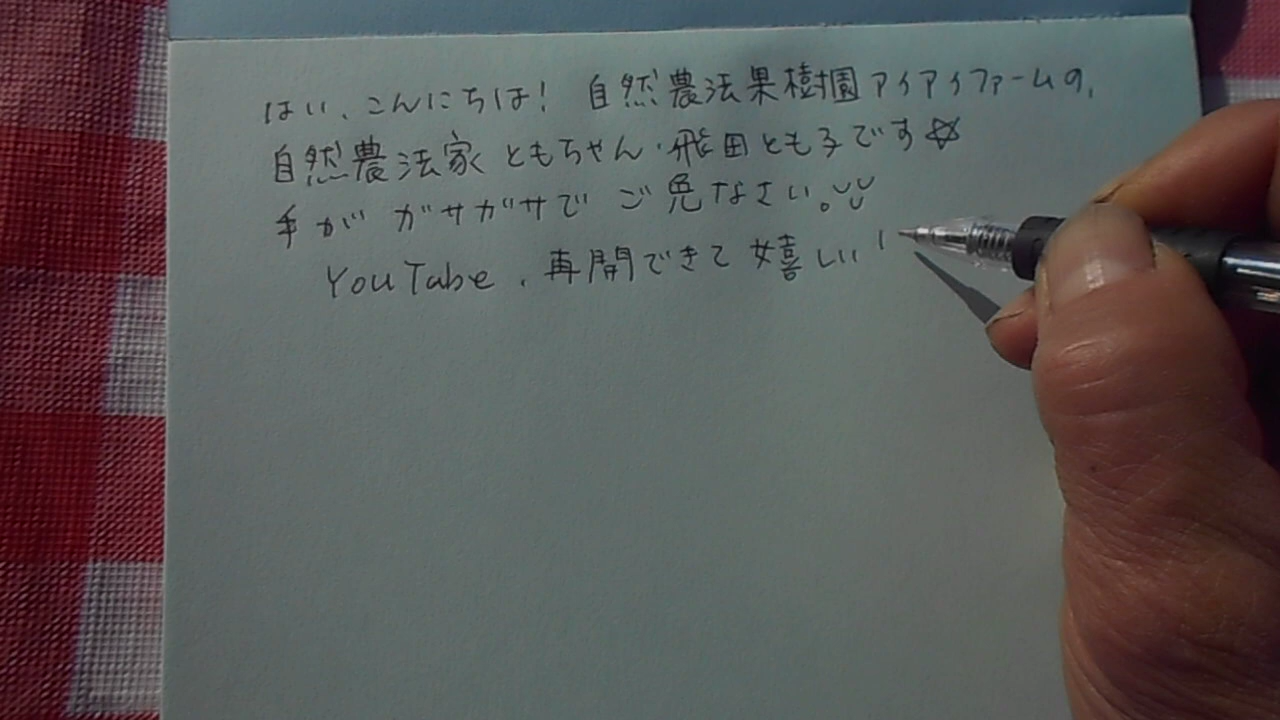 はい、こんにちは! 自然農法果樹園アイアイファームの、
自然農法家ともちゃん・飛田とも子です☆
手が ガサガサで ご免なさい。
YouTabe、再開できて 嬉しい